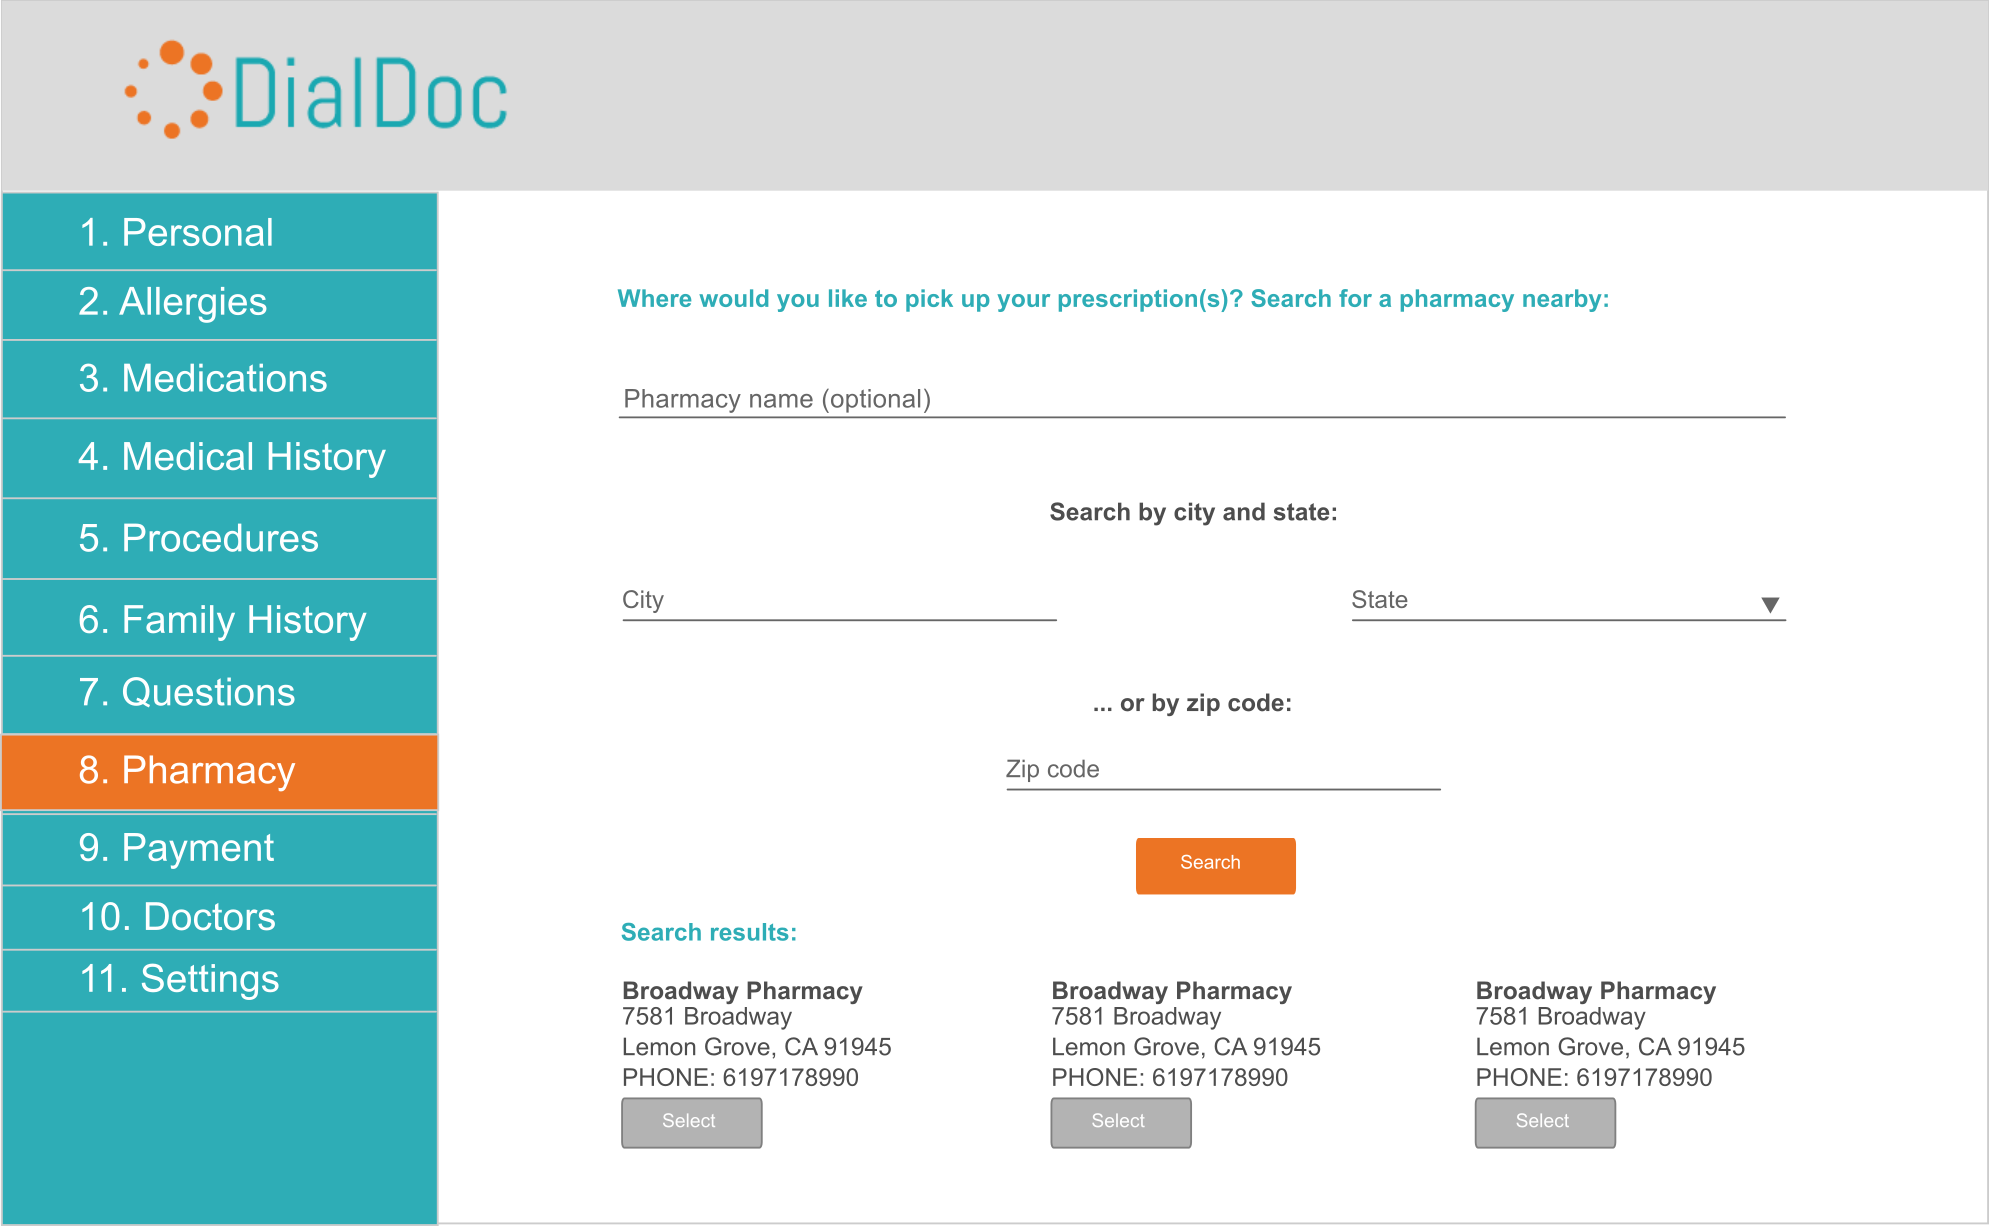 DialDoc
1. Personal
2. Allergies
3. Medications
4. Medical History
5. Procedures
6. Family History
7. Questions
8. Pharmacy
9. Payment
10. Doctors
11. Settings
Where would you like to pick up your prescription(s)? Search for a pharmacy nearby:
Pharmacy name (optional)
Search by city and state:
City
State
... or by zip code:
Zip code
Search
Search results:
Broadway Pharmacy
7581 Broadway
Lemon Grove, CA 91945
PHONE: 6197178990
Select
Broadway Pharmacy
7581 Broadway
Lemon Grove, CA 91945
PHONE: 6197178990
Select
Broadway Pharmacy
7581 Broadway
Lemon Grove, CA 91945
PHONE: 6197178990
Select